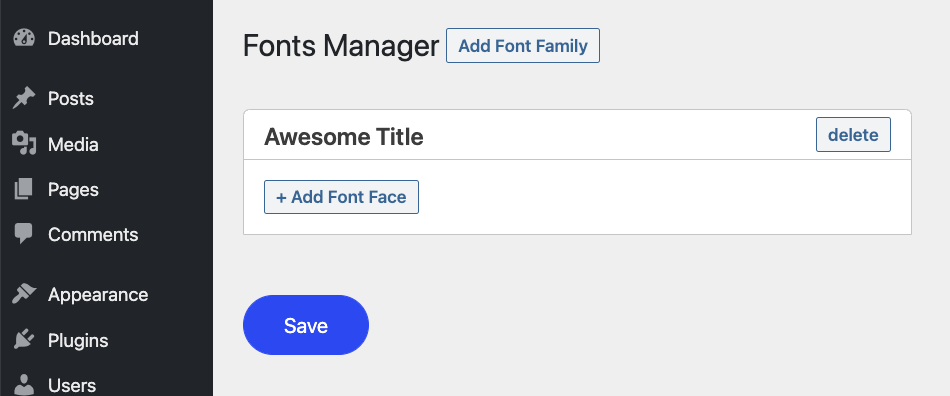 Dashboard
Posts
Media
Pages
Comments
Appearance
Plugins
Users
Fonts Manager
Add Font Family
Awesome Title
delete
+ Add Font Face
Save